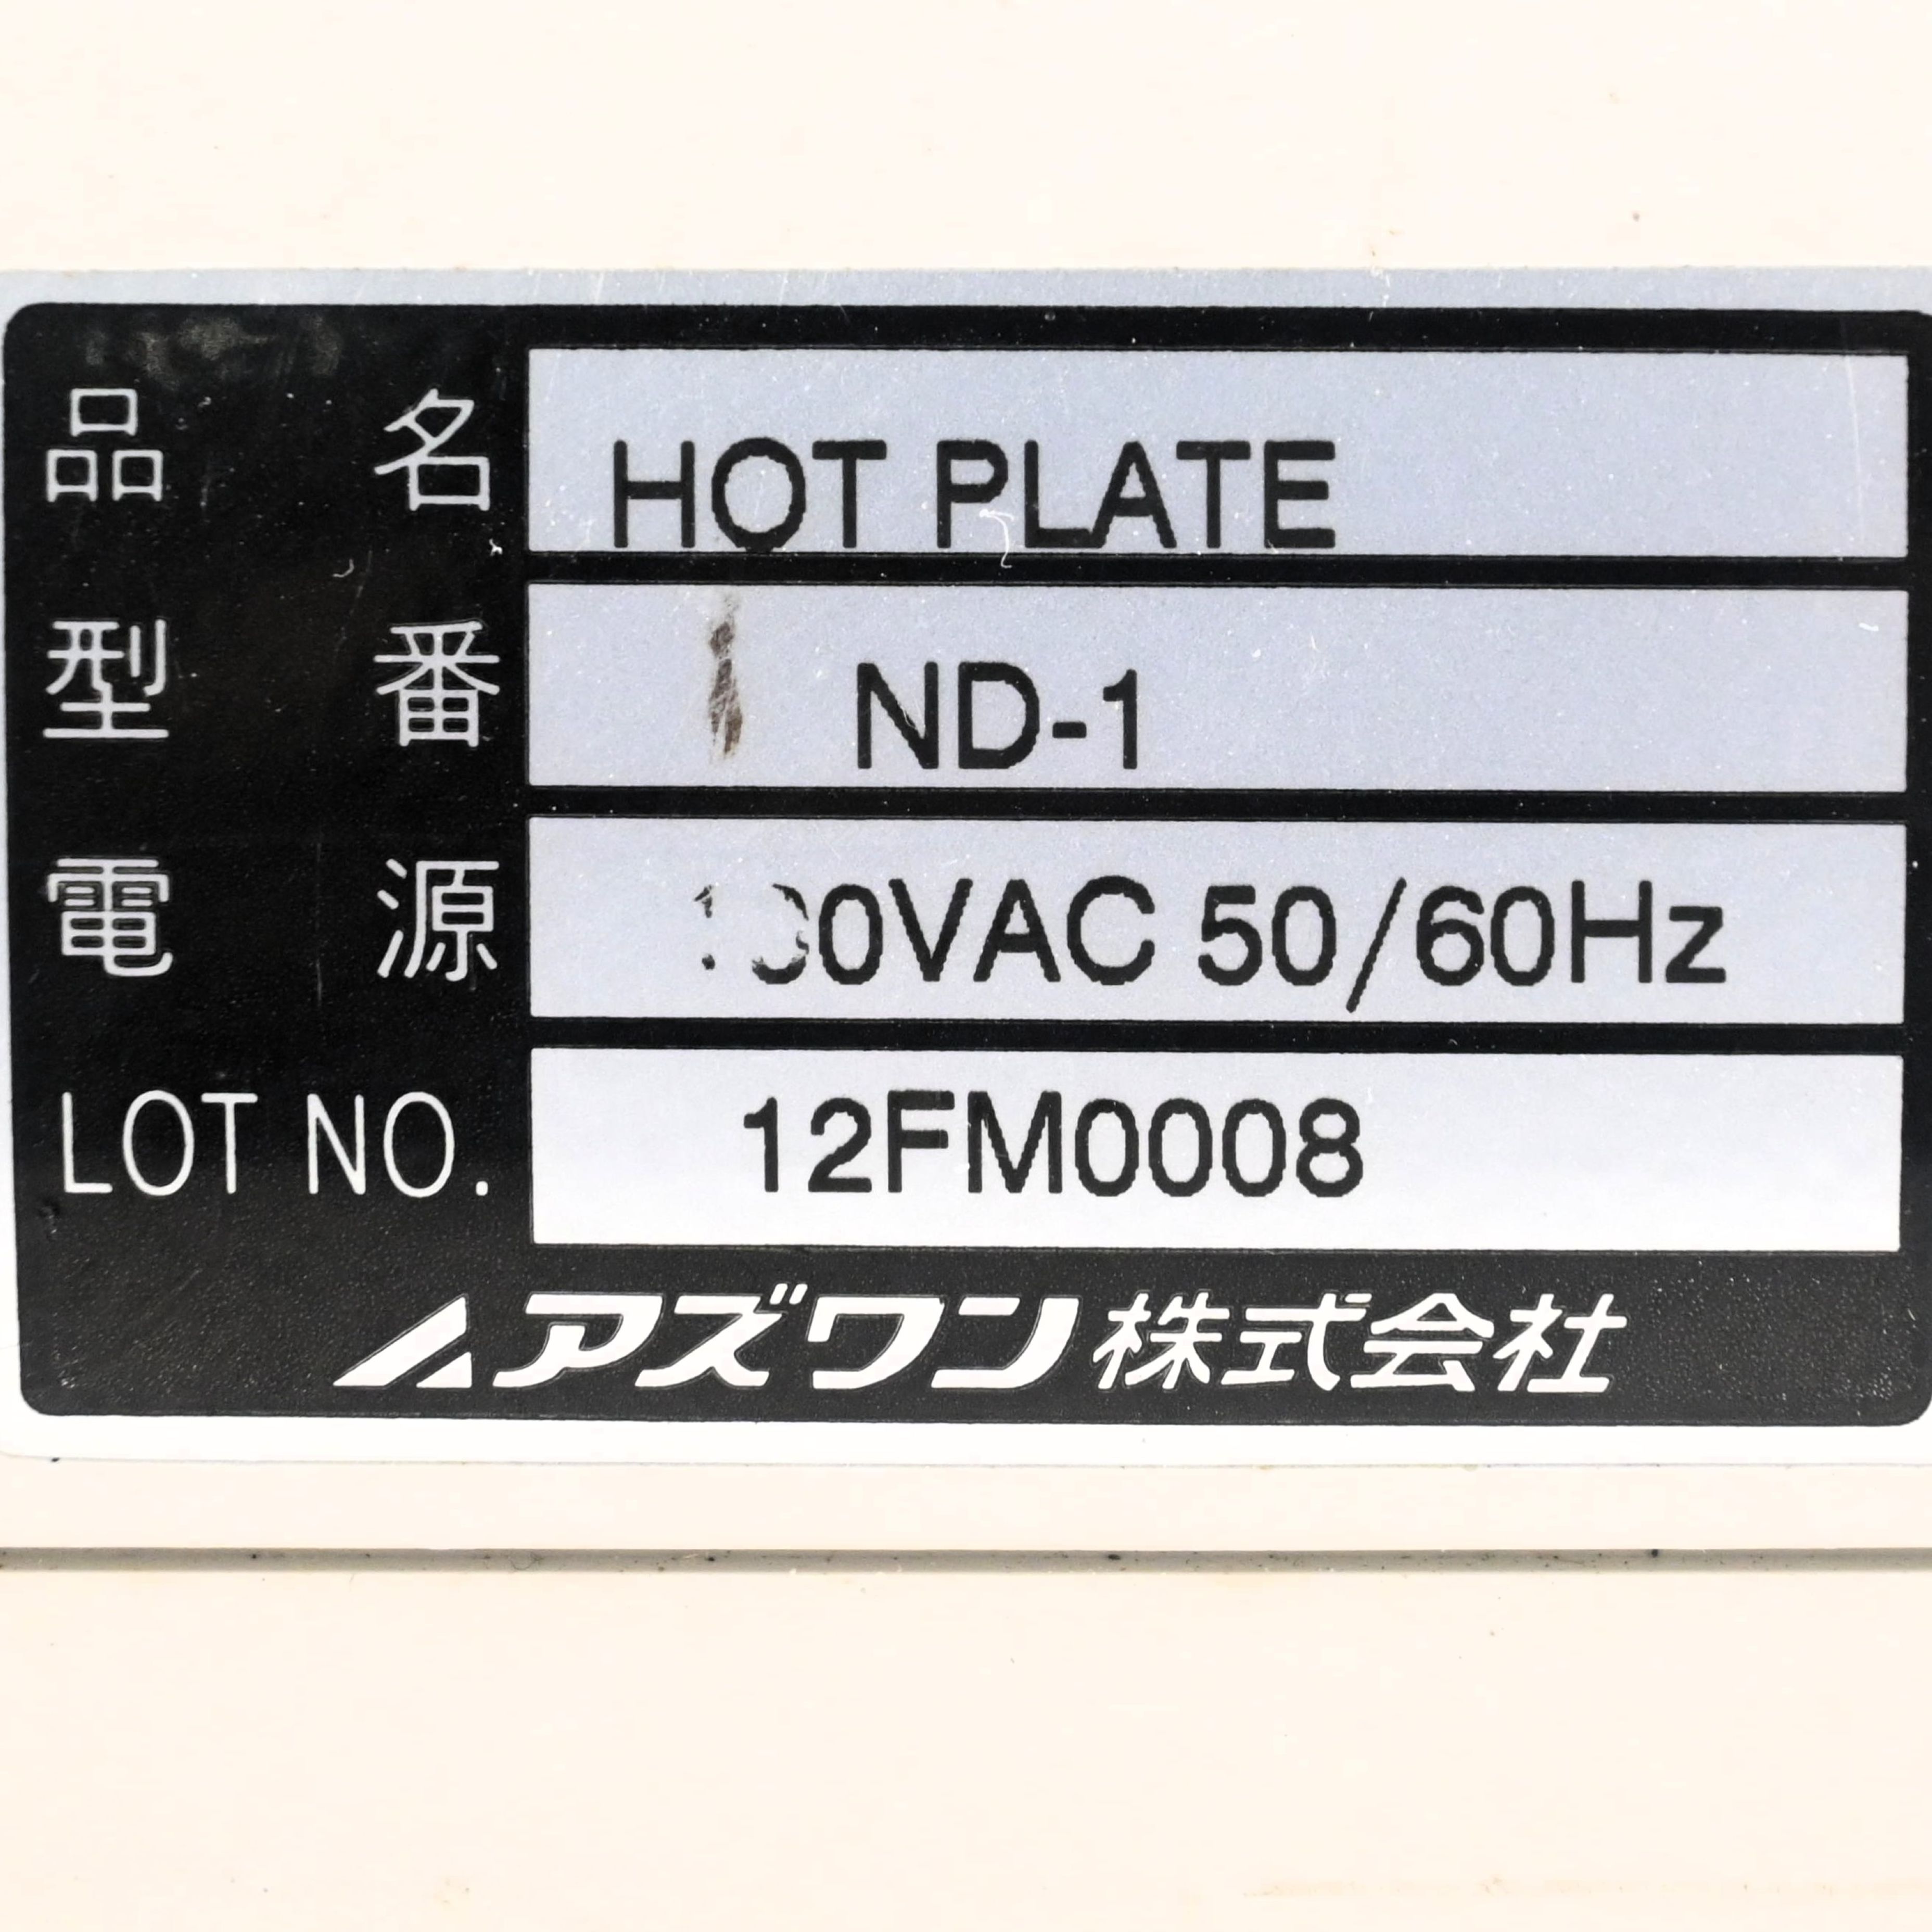 品名 HOT PLATE
型番 ND-1
電源 100VAC 50/60Hz
LOT NO. 12FM0008
アズワン株式会社